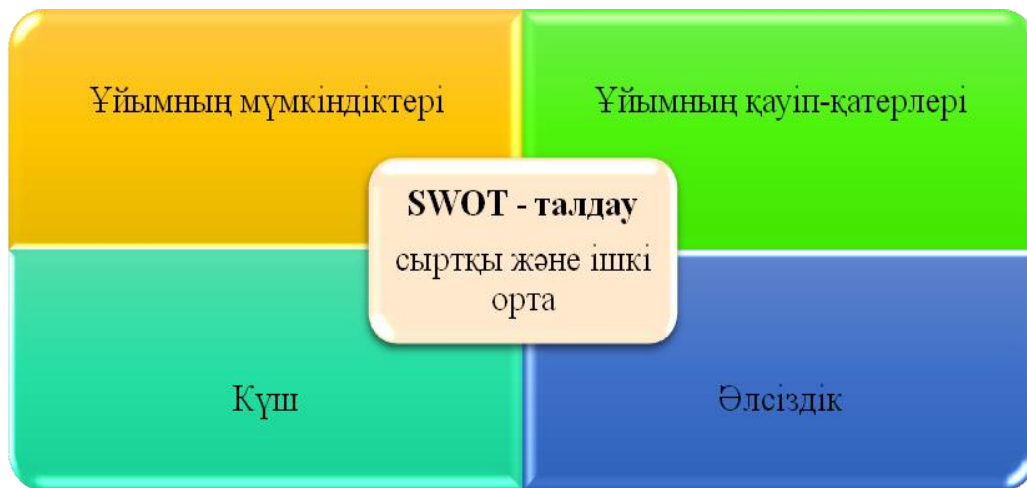 Ұйымның мүмкіндіктері
Ұйымның қауіп-қатерлері
SWOT - талдау
сыртқы және ішкі
орта
Күш
Әлсіздік